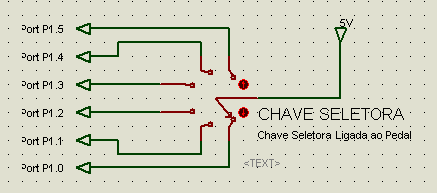 5V
Port P1.5
Port P1.4
Port P1.3
Port P1.2
Port P1.1
Port P1.0
CHAVE SELETORA
Chave Seletora Ligada ao Pedal
<TEXT>